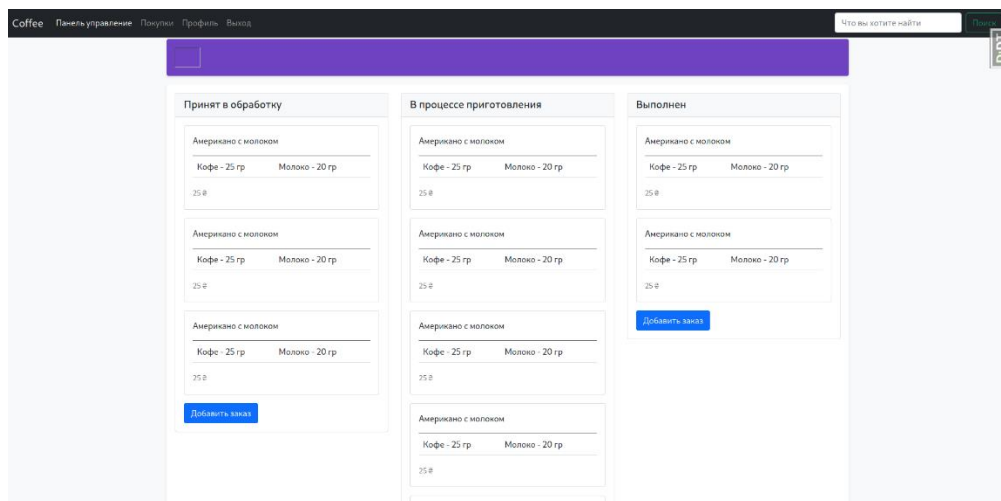 Coffee Панель управление Покупки Профиль Выход Что вы хотите найти Поиск
DjDT
Принят в обработку
Американо с молоком
Кофе - 25 гр Молоко - 20 гр
25 ₴
Американо с молоком
Кофе - 25 гр Молоко - 20 гр
25 ₴
Американо с молоком
Кофе - 25 гр Молоко - 20 гр
25 ₴
Добавить заказ
В процессе приготовления
Американо с молоком
Кофе - 25 гр Молоко - 20 гр
25 ₴
Американо с молоком
Кофе - 25 гр Молоко - 20 гр
25 ₴
Американо с молоком
Кофе - 25 гр Молоко - 20 гр
25 ₴
Американо с молоком
Кофе - 25 гр Молоко - 20 гр
25 ₴
Выполнен
Американо с молоком
Кофе - 25 гр Молоко - 20 гр
25 ₴
Американо с молоком
Кофе - 25 гр Молоко - 20 гр
25 ₴
Добавить заказ